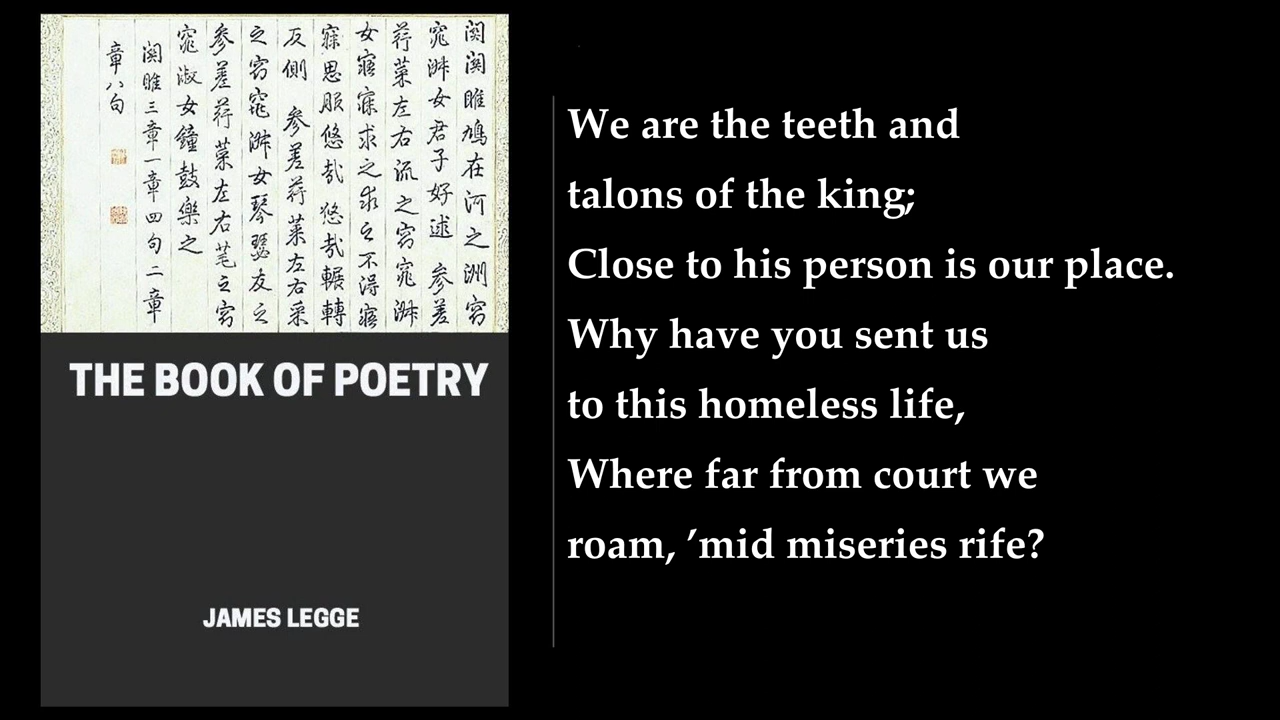 関関雎鳩在河之洲窈
窕淑女君子好逑 參差
荇菜左右流之窈窕淑
女寤寐求之求之不得寤
寐思服悠哉悠哉輾轉
反側 參差荇菜左右采
之窈窕淑女琴瑟友之
參差荇菜左右芼之窈
窕淑女鐘鼓樂之
関雎三章一章四句二章
章八句
THE BOOK OF POETRY
JAMES LEGGE
We are the teeth and
talons of the king;
Close to his person is our place.
Why have you sent us
to this homeless life,
Where far from court we
roam, ’mid miseries rife?